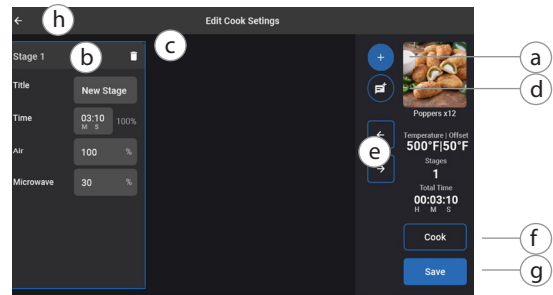 h
Edit Cook Setings
c
Stage 1
b
Title
New Stage
Time
03:10
M S
100%
Air
100 %
Microwave
30 %
a
d
Poppers x12
e
Temperature | Offset
500°F|50°F
Stages
1
Total Time
00:03:10
H M S
Cook
f
Save
g